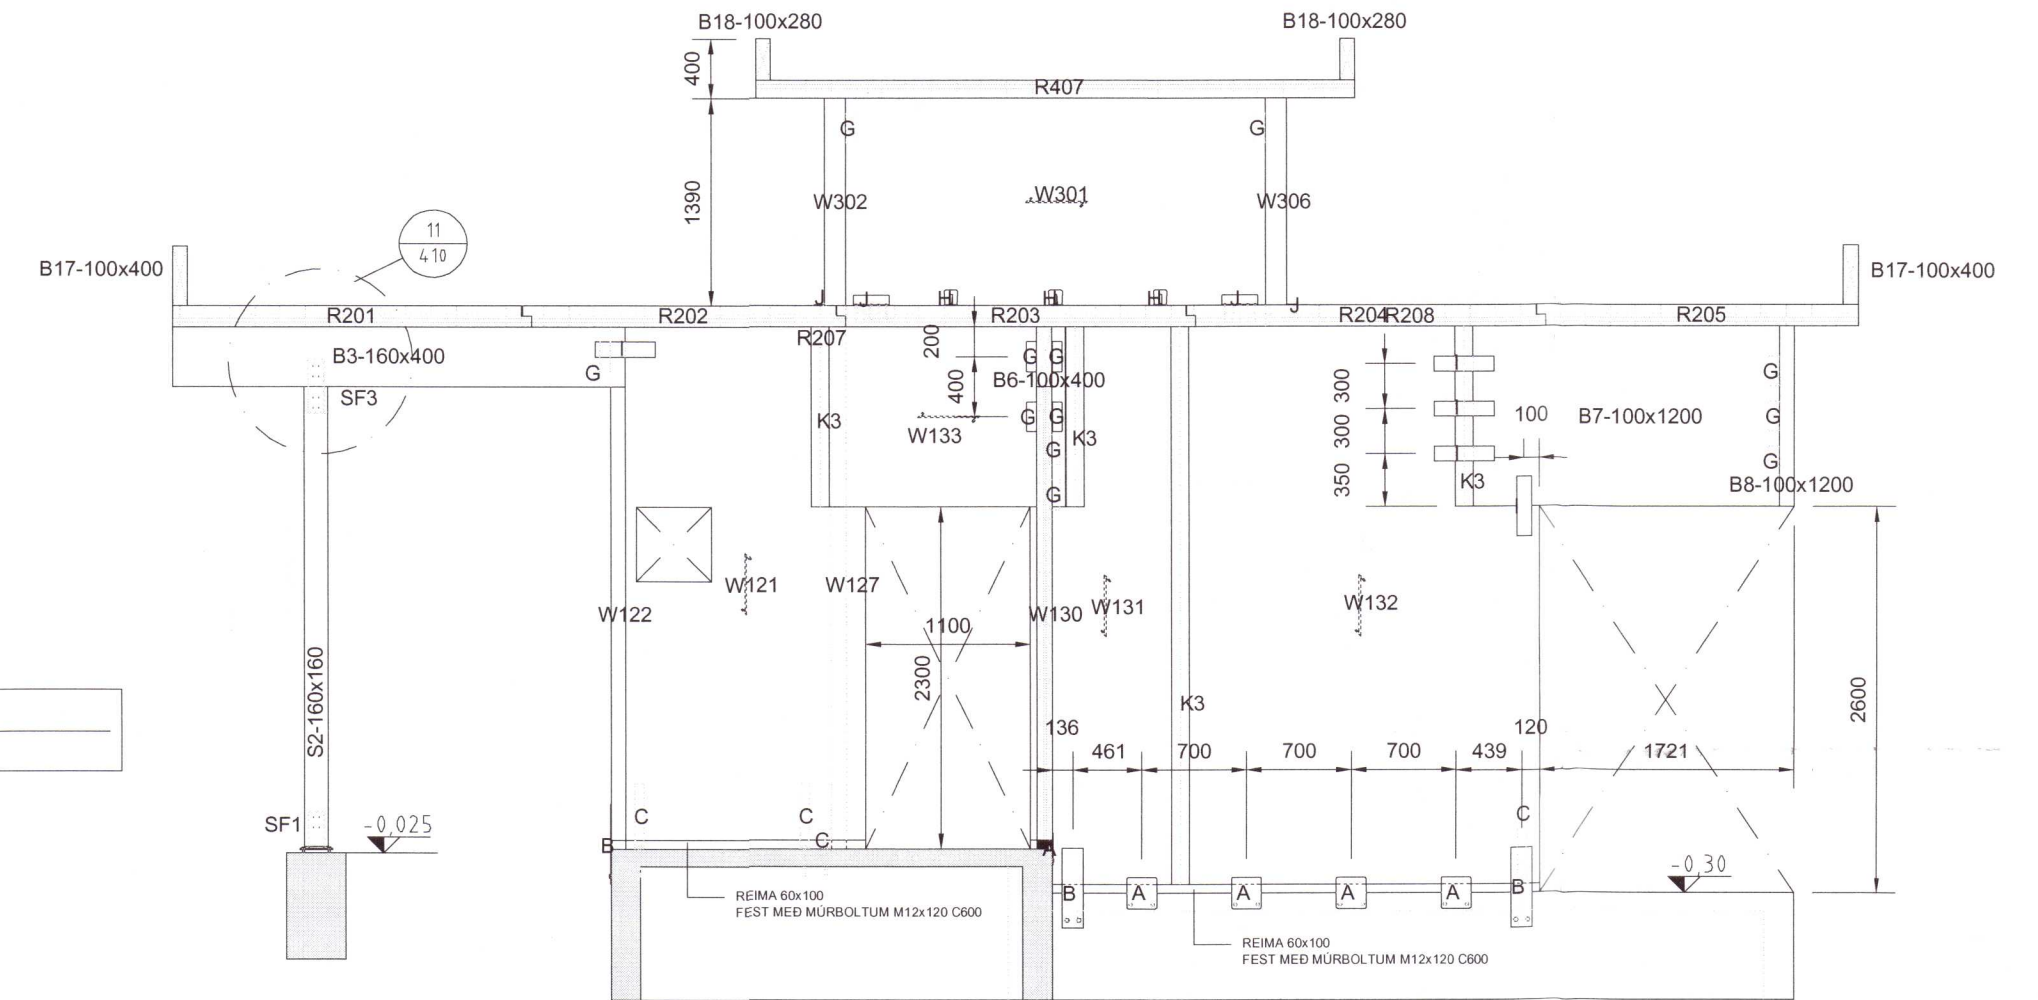 B18-100x280
B18-100x280
400
R407
G
G
1390
W302
W301
W306
11
410
B17-100x400
B17-100x400
J
J
H
H
H
J
J
R201
R202
R203
R204
R208
R205
R207
200
B3-160x400
G
G
G
B6-100x400
400
SF3
G
G
K3
W133
K3
G
G
300
300
350
100
B7-100x1200
G
G
G
K3
B8-100x1200
W121
W127
W122
W130
W131
W132
1100
2300
S2-160x160
K3
2600
136
461
700
700
700
439
120
1721
SF1
-0,025
C
C
C
B
A
C
-0,30
B
A
A
A
A
B
REIMA 60x100
FEST MEÐ MÚRBOLTUM M12x120 C600
REIMA 60x100
FEST MEÐ MÚRBOLTUM M12x120 C600